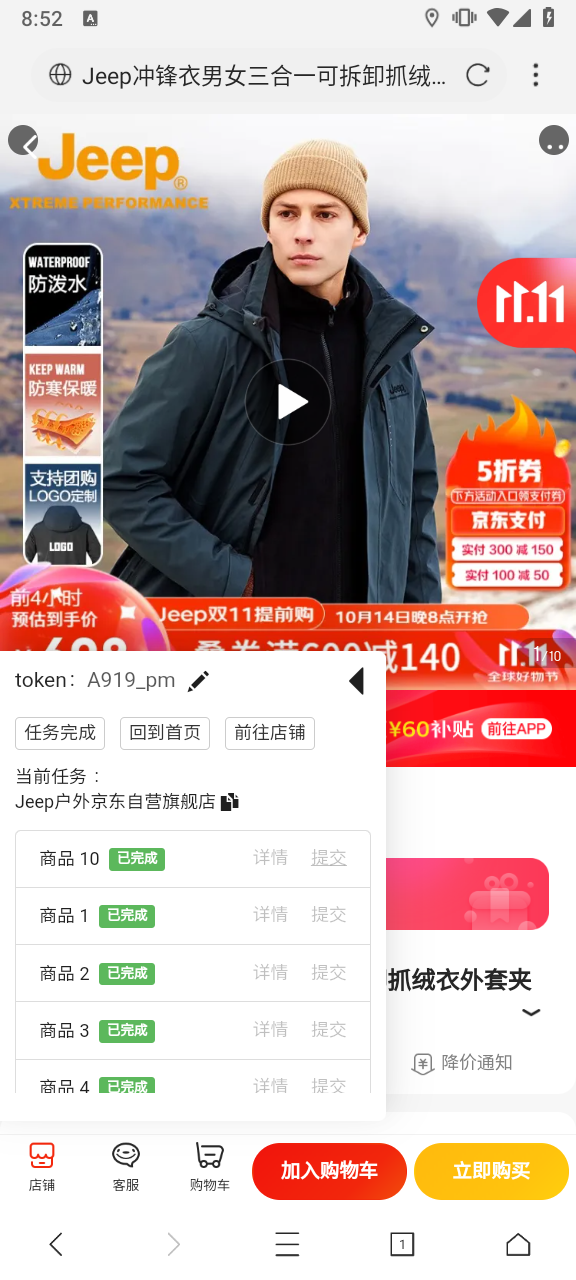 8:52
A
Jeep冲锋衣男女三合一可拆卸抓绒...
Jeep®
XTREME PERFORMANCE
WATERPROOF
防泼水
KEEP WARM
防寒保暖
支持团购
LOGO定制
LOGO
11.11
Jeep
5折券
下方活动入口领支付券
京东支付
实付 300 减 150
实付 100 减 50
前4小时
预估到手价
Jeep双11提前购
10月14日晚8点开抢
叠券满600减140
11.11
全球好物节
1/10
token: A919_pm
¥60补贴
前往APP
任务完成
回到首页
前往店铺
当前任务：
Jeep户外京东自营旗舰店
商品 10 已完成 详情 提交
商品 1 已完成 详情 提交
商品 2 已完成 详情 提交
抓绒衣外套夹
商品 3 已完成 详情 提交
降价通知
商品 4 已完成 详情 提交
店铺
客服
购物车
加入购物车
立即购买
1